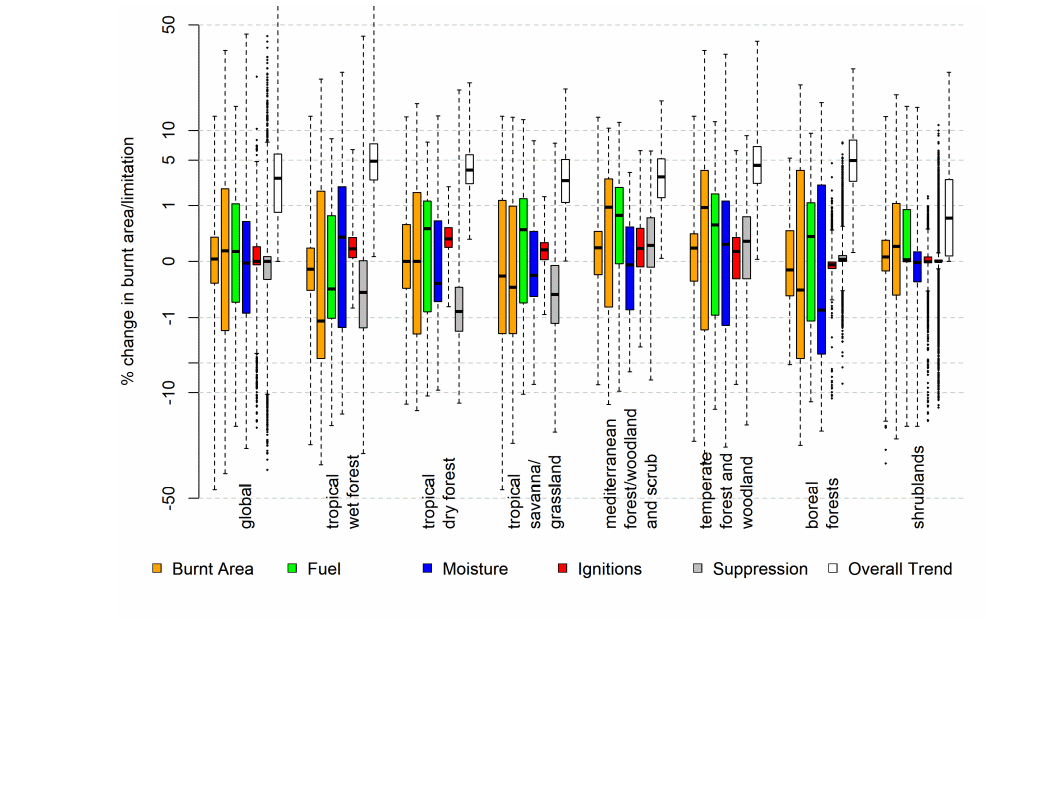 % change in burnt area/limitation
50
10
5
1
0
-1
-10
-50
global
tropical
wet forest
tropical
dry forest
tropical
savanna/
grassland
mediterranean
forest/woodland
and scrub
temperate
forest and
woodland
boreal
forests
shrublands
Burnt Area
Fuel
Moisture
Ignitions
Suppression
Overall Trend